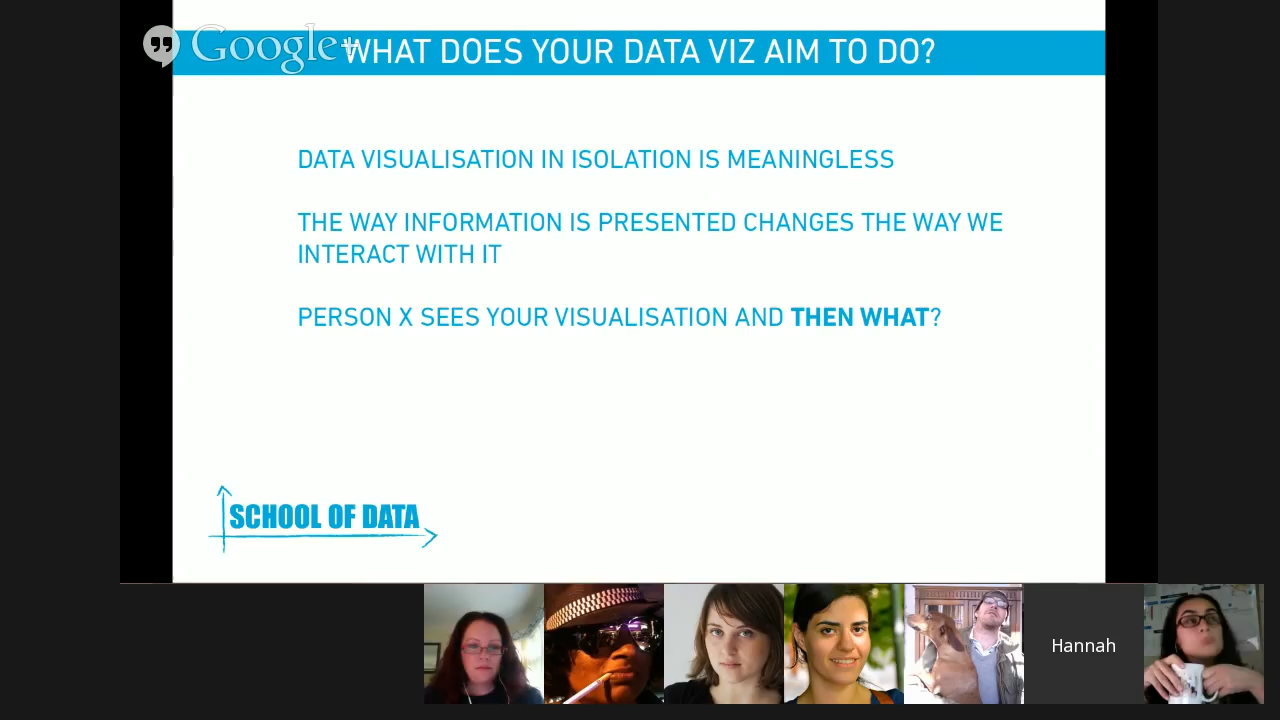 Google+
WHAT DOES YOUR DATA VIZ AIM TO DO?
DATA VISUALISATION IN ISOLATION IS MEANINGLESS
THE WAY INFORMATION IS PRESENTED CHANGES THE WAY WE
INTERACT WITH IT
PERSON X SEES YOUR VISUALISATION AND THEN WHAT?
SCHOOL OF DATA
Hannah